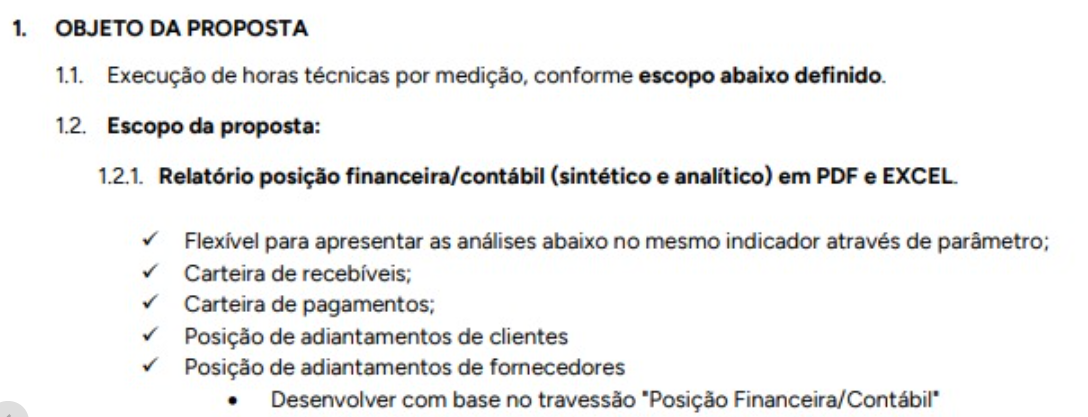 1. OBJETO DA PROPOSTA
1.1. Execução de horas técnicas por medição, conforme escopo abaixo definido.
1.2. Escopo da proposta:
1.2.1. Relatório posição financeira/contábil (sintético e analítico) em PDF e EXCEL.
✓ Flexível para apresentar as análises abaixo no mesmo indicador através de parâmetro;
✓ Carteira de recebíveis;
✓ Carteira de pagamentos;
✓ Posição de adiantamentos de clientes
✓ Posição de adiantamentos de fornecedores
• Desenvolver com base no travessão "Posição Financeira/Contábil"